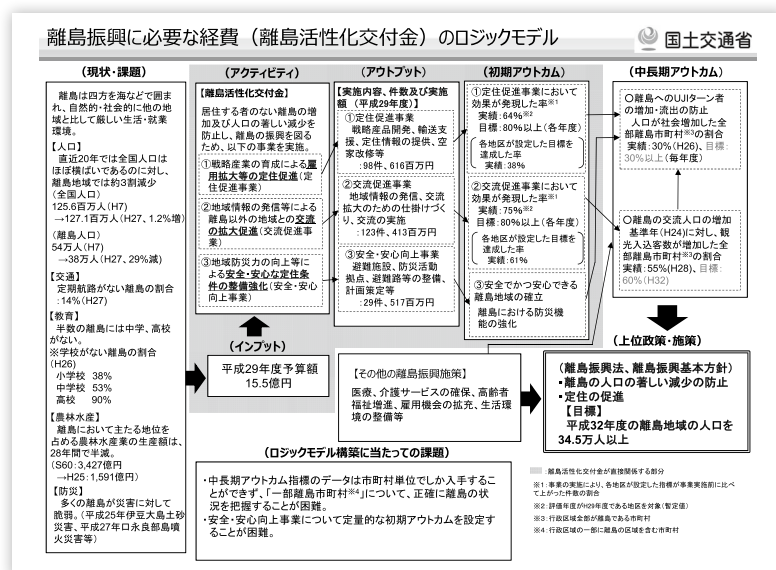 離島振興に必要な経費（離島活性化交付金）のロジックモデル
国土交通省
（現状・課題）
離島は四方を海などで囲ま
れ、自然的・社会的に他の地
域と比して厳しい生活・就業
環境。
【人口】
直近20年では全国人口は
ほぼ横ばいであるのに対し、
離島地域では約3割減少
（全国人口）
125.6百万人（H7）
→127.1百万人（H27、1.2%増）
（離島人口）
54万人（H7）
→38万人（H27、29%減）
【交通】
定期航路がない離島の割合
：14%（H27）
【教育】
半数の離島には中学、高校
がない。
※学校がない離島の割合
（H26）
小学校 38%
中学校 53%
高校 90%
【農林水産】
離島において主たる地位を
占める農林水産業の生産額は、
28年間で半減。
（S60：3,427億円
→H25：1,591億円）
【防災】
多くの離島が災害に対して
脆弱。（平成25年伊豆大島土砂
災害、平成27年口永良部島噴
火災害等）
（アクティビティ）
【離島活性化交付金】
居住する者のない離島の増
加及び人口の著しい減少を
防止し、離島の振興を図る
ため、以下の事業を実施。
①戦略産業の育成による雇
用拡大等の定住促進（定
住促進事業）
②地域情報の発信等による
離島以外の地域との交流
の拡大促進（交流促進事
業）
③地域防災力の向上等によ
る安全・安心な定住条
件の整備強化（安全・安心
向上事業）
（インプット）
平成29年度予算額
15.5億円
（アウトプット）
【実施内容、件数及び実施
額（平成29年度）】
①定住促進事業
戦略産品開発、輸送支
援、定住情報の提供、空
家改修等
：98件、616百万円
②交流促進事業
地域情報の発信、交流
拡大のための仕掛けづく
り、交流の実施
：123件、413百万円
③安全・安心向上事業
避難施設、防災活動
拠点、避難路等の整備、
計画策定等
：29件、517百万円
（初期アウトカム）
①定住促進事業において
効果が発現した率※1
実績：64%※2
目標：80%以上（各年度）
各地区が設定した目標を
達成した率
実績：38%
②交流促進事業において
効果が発現した率※1
実績：75%※2
目標：80%以上（各年度）
各地区が設定した目標を
達成した率
実績：61%
③安全でかつ安心できる
離島地域の確立
離島における防災機
能の強化
（中長期アウトカム）
○離島へのUJIターン者
の増加・流出の防止
人口が社会増加した全
部離島市町村※3の割合
実績：30%（H26）、目標：
30%以上（毎年度）
○離島の交流人口の増加
基準年（H24）に対し、観
光入込客数が増加した全
部離島市町村※3の割合
実績：55%（H28）、目標：
60%（H32）
【その他の離島振興施策】
医療、介護サービスの確保、高齢者
福祉増進、雇用機会の拡充、生活環
境の整備等
（上位政策・施策）
（離島振興法、離島振興基本方針）
▪離島の人口の著しい減少の防止
▪定住の促進
【目標】
平成32年度の離島地域の人口を
34.5万人以上
（ロジックモデル構築に当たっての課題）
・中長期アウトカム指標のデータは市町村単位でしか入手するこ
とができず、「一部離島市町村※4」について、正確に離島の状
況を把握することが困難。
・安全・安心向上事業について定量的な初期アウトカムを設定す
ることが困難。
：離島活性化交付金が直接関係する部分
※1：事業の実施により、各地区が設定した指標が事業実施前に比べ
て上がった件数の割合
※2：評価年度がH29年度である地区を対象（暫定値）
※3：行政区域全部が離島である市町村
※4：行政区域の一部に離島の区域を含む市町村